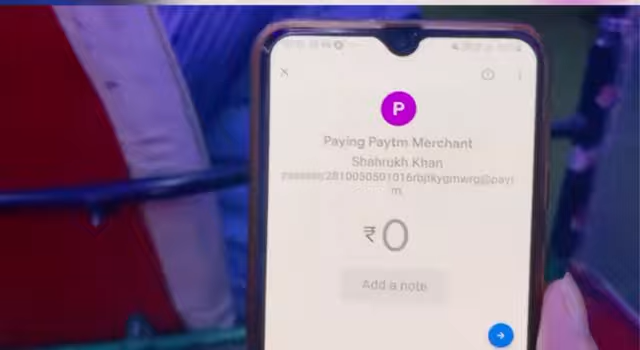 P
Paying Paytm Merchant
Shahrukh Khan
m
₹0
Add a note